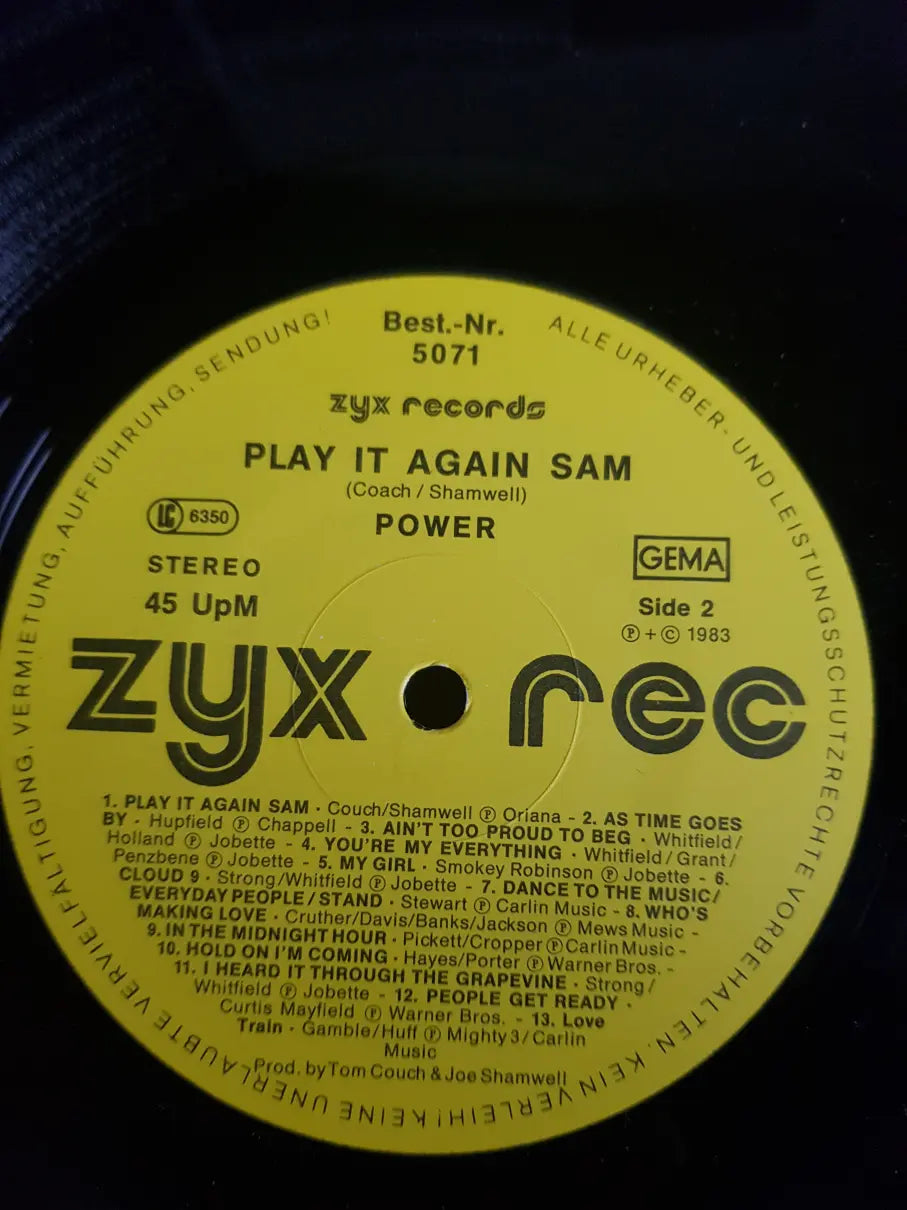 Best.-Nr.
5071
zyx records
PLAY IT AGAIN SAM
(Coach / Shamwell)
POWER
LC 6350
STEREO
45 UpM
GEMA
Side 2
℗ + © 1983
zyx rec
1. PLAY IT AGAIN SAM · Couch/Shamwell ℗ Oriana - 2. AS TIME GOES
BY · Hupfield ℗ Chappell - 3. AIN'T TOO PROUD TO BEG · Whitfield/
Holland ℗ Jobette - 4. YOU'RE MY EVERYTHING · Whitfield/Grant/
Penzbene ℗ Jobette - 5. MY GIRL · Smokey Robinson ℗ Jobette - 6.
CLOUD 9 · Strong/Whitfield ℗ Jobette - 7. DANCE TO THE MUSIC/
EVERYDAY PEOPLE/STAND · Stewart ℗ Carlin Music - 8. WHO'S
MAKING LOVE · Cruther/Davis/Banks/Jackson ℗ Mews Music -
9. IN THE MIDNIGHT HOUR · Pickett/Cropper ℗ Carlin Music -
10. HOLD ON I'M COMING · Hayes/Porter ℗ Warner Bros. -
11. I HEARD IT THROUGH THE GRAPEVINE · Strong/
Whitfield ℗ Jobette - 12. PEOPLE GET READY ·
Curtis Mayfield ℗ Warner Bros. - 13. Love
Train · Gamble/Huff ℗ Mighty 3/Carlin
Music
Prod. by Tom Couch & Joe Shamwell
ALLE URHEBER- UND LEISTUNGSSCHUTZRECHTE VORBEHALTEN. KEIN VERLEIH! KEINE UNERLAUBTE VERVIELFÄLTIGUNG, VERMIETUNG, AUFFÜHRUNG, SENDUNG!